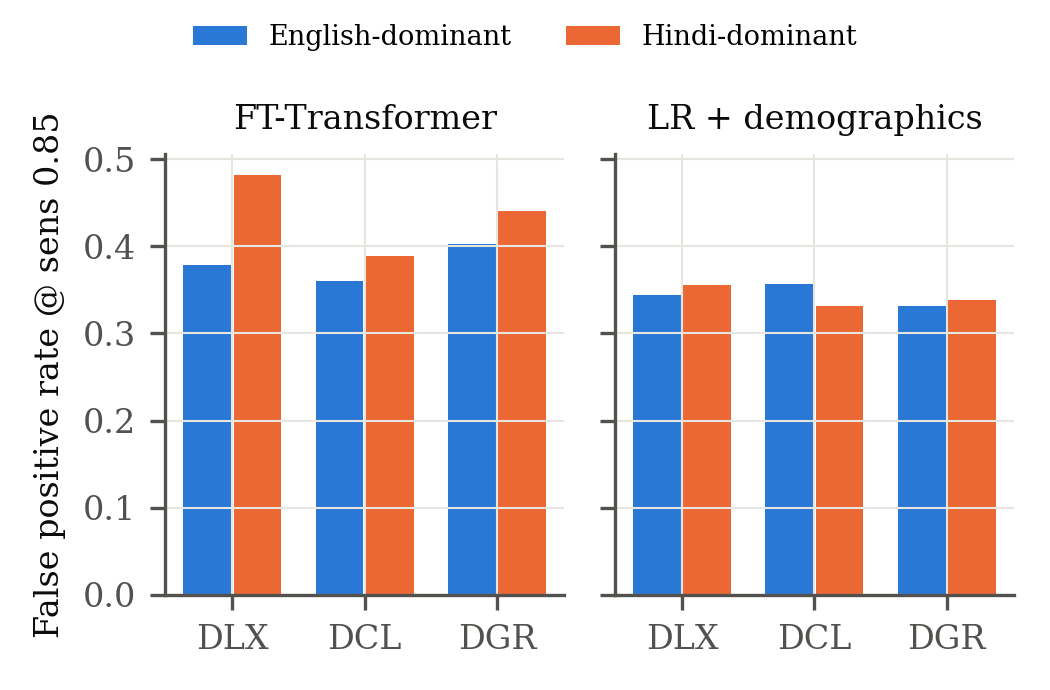 English-dominant
Hindi-dominant
FT-Transformer
LR + demographics
False positive rate @ sens 0.85
0.5
0.4
0.3
0.2
0.1
0.0
DLX DCL DGR
DLX DCL DGR